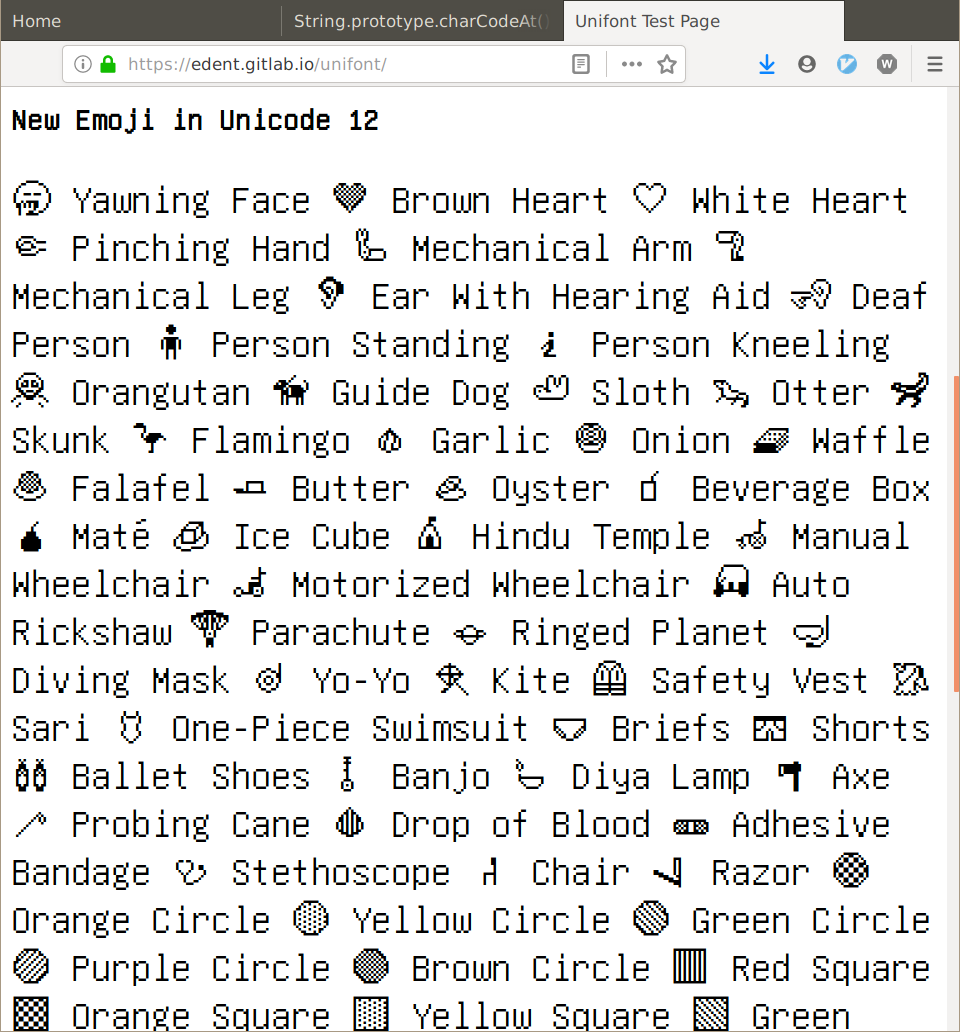 Home String.prototype.charCodeAt() Unifont Test Page
https://edent.gitlab.io/unifont/
New Emoji in Unicode 12
🥱 Yawning Face 🤎 Brown Heart 🤍 White Heart
🤏 Pinching Hand 🦾 Mechanical Arm 🦿
Mechanical Leg 🦻 Ear With Hearing Aid 🧏 Deaf
Person 🧍 Person Standing 🧎 Person Kneeling
🦧 Orangutan 🦮 Guide Dog 🦥 Sloth 🦦 Otter 🦨
Skunk 🦩 Flamingo 🧄 Garlic 🧅 Onion 🧇 Waffle
🧆 Falafel 🧈 Butter 🦪 Oyster 🧃 Beverage Box
🧉 Maté 🧊 Ice Cube 🛕 Hindu Temple 🦽 Manual
Wheelchair 🦼 Motorized Wheelchair 🛺 Auto
Rickshaw 🪂 Parachute 🪐 Ringed Planet 🤿
Diving Mask 🪀 Yo-Yo 🪁 Kite 🦺 Safety Vest 🥻
Sari 🩱 One-Piece Swimsuit 🩲 Briefs 🩳 Shorts
🩰 Ballet Shoes 🪕 Banjo 🪔 Diya Lamp 🪓 Axe
🦯 Probing Cane 🩸 Drop of Blood 🩹 Adhesive
Bandage 🩺 Stethoscope 🪑 Chair 🪒 Razor 🟠
Orange Circle 🟡 Yellow Circle 🟢 Green Circle
🟣 Purple Circle 🟤 Brown Circle 🟥 Red Square
🟧 Orange Square 🟨 Yellow Square 🟩 Green